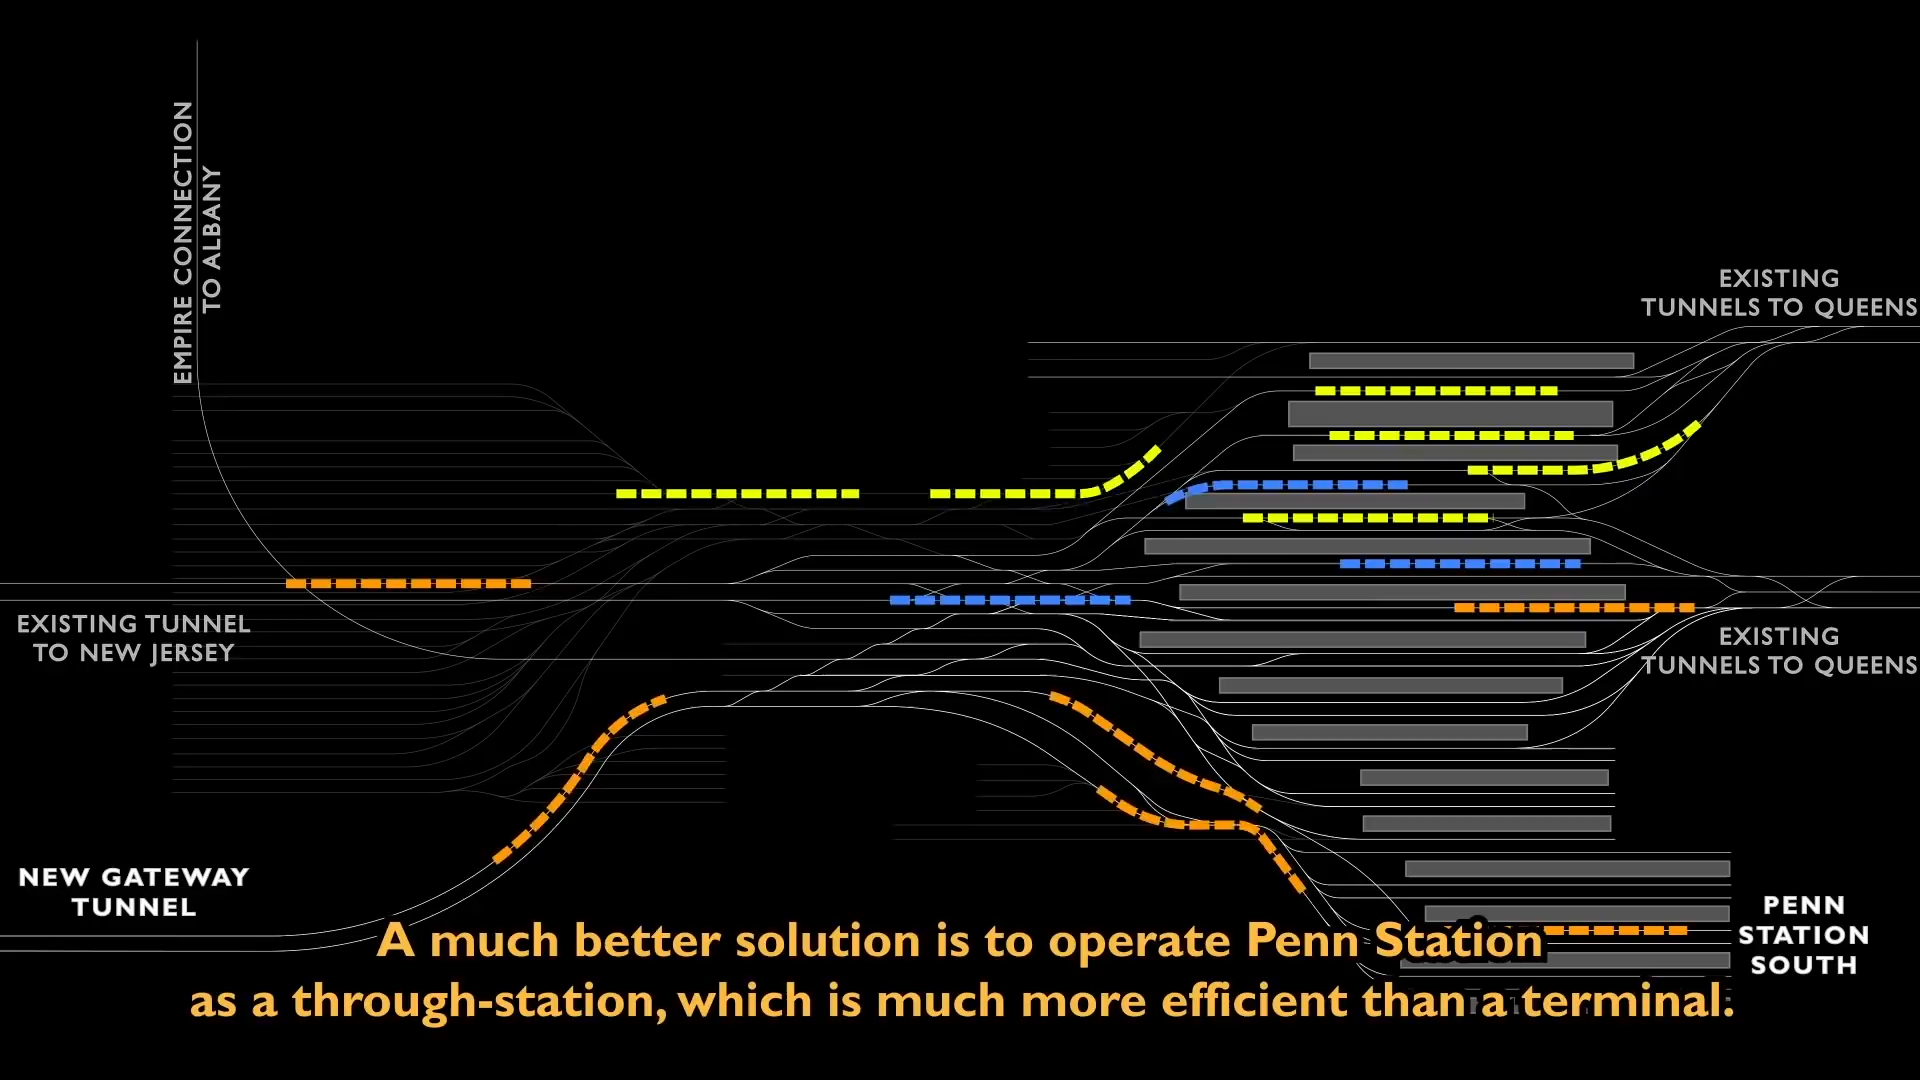 EMPIRE CONNECTION
TO ALBANY
EXISTING
TUNNELS TO QUEENS
EXISTING TUNNEL
TO NEW JERSEY
EXISTING
TUNNELS TO QUEENS
NEW GATEWAY
TUNNEL
PENN
STATION
SOUTH
A much better solution is to operate Penn Station
as a through-station, which is much more efficient than a terminal.